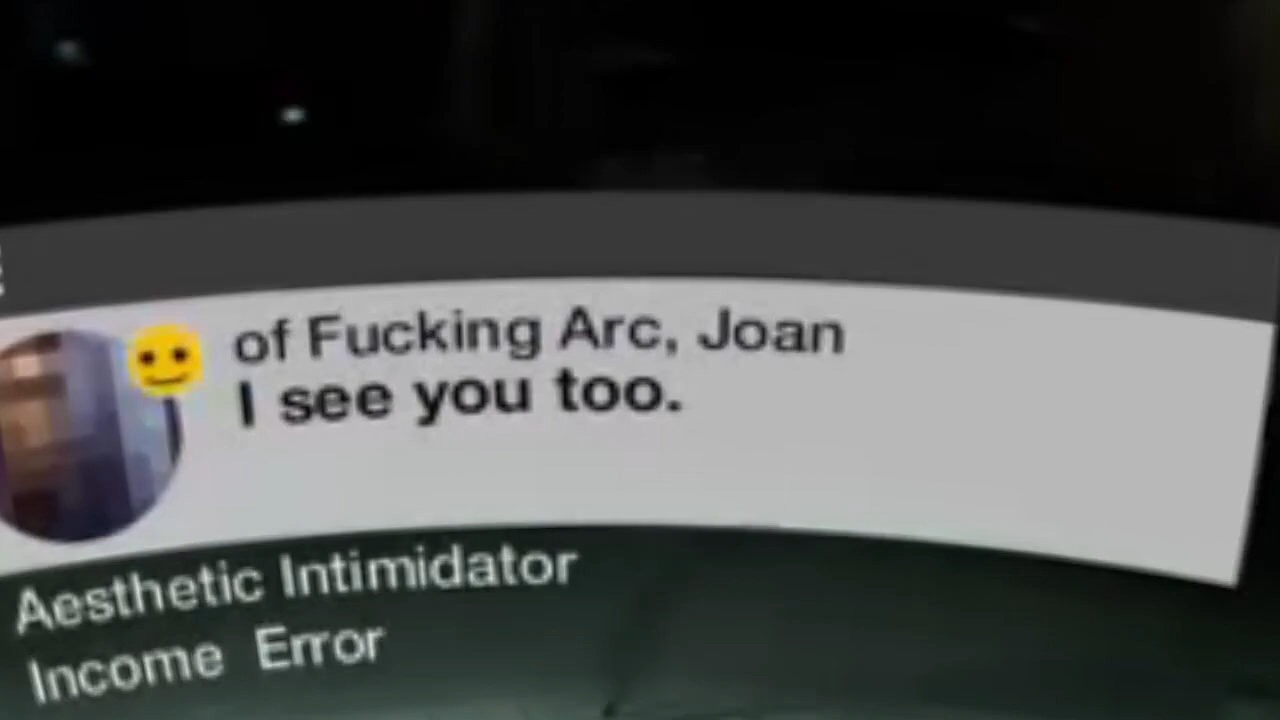 of Fucking Arc, Joan
I see you too.
Aesthetic Intimidator
Income Error